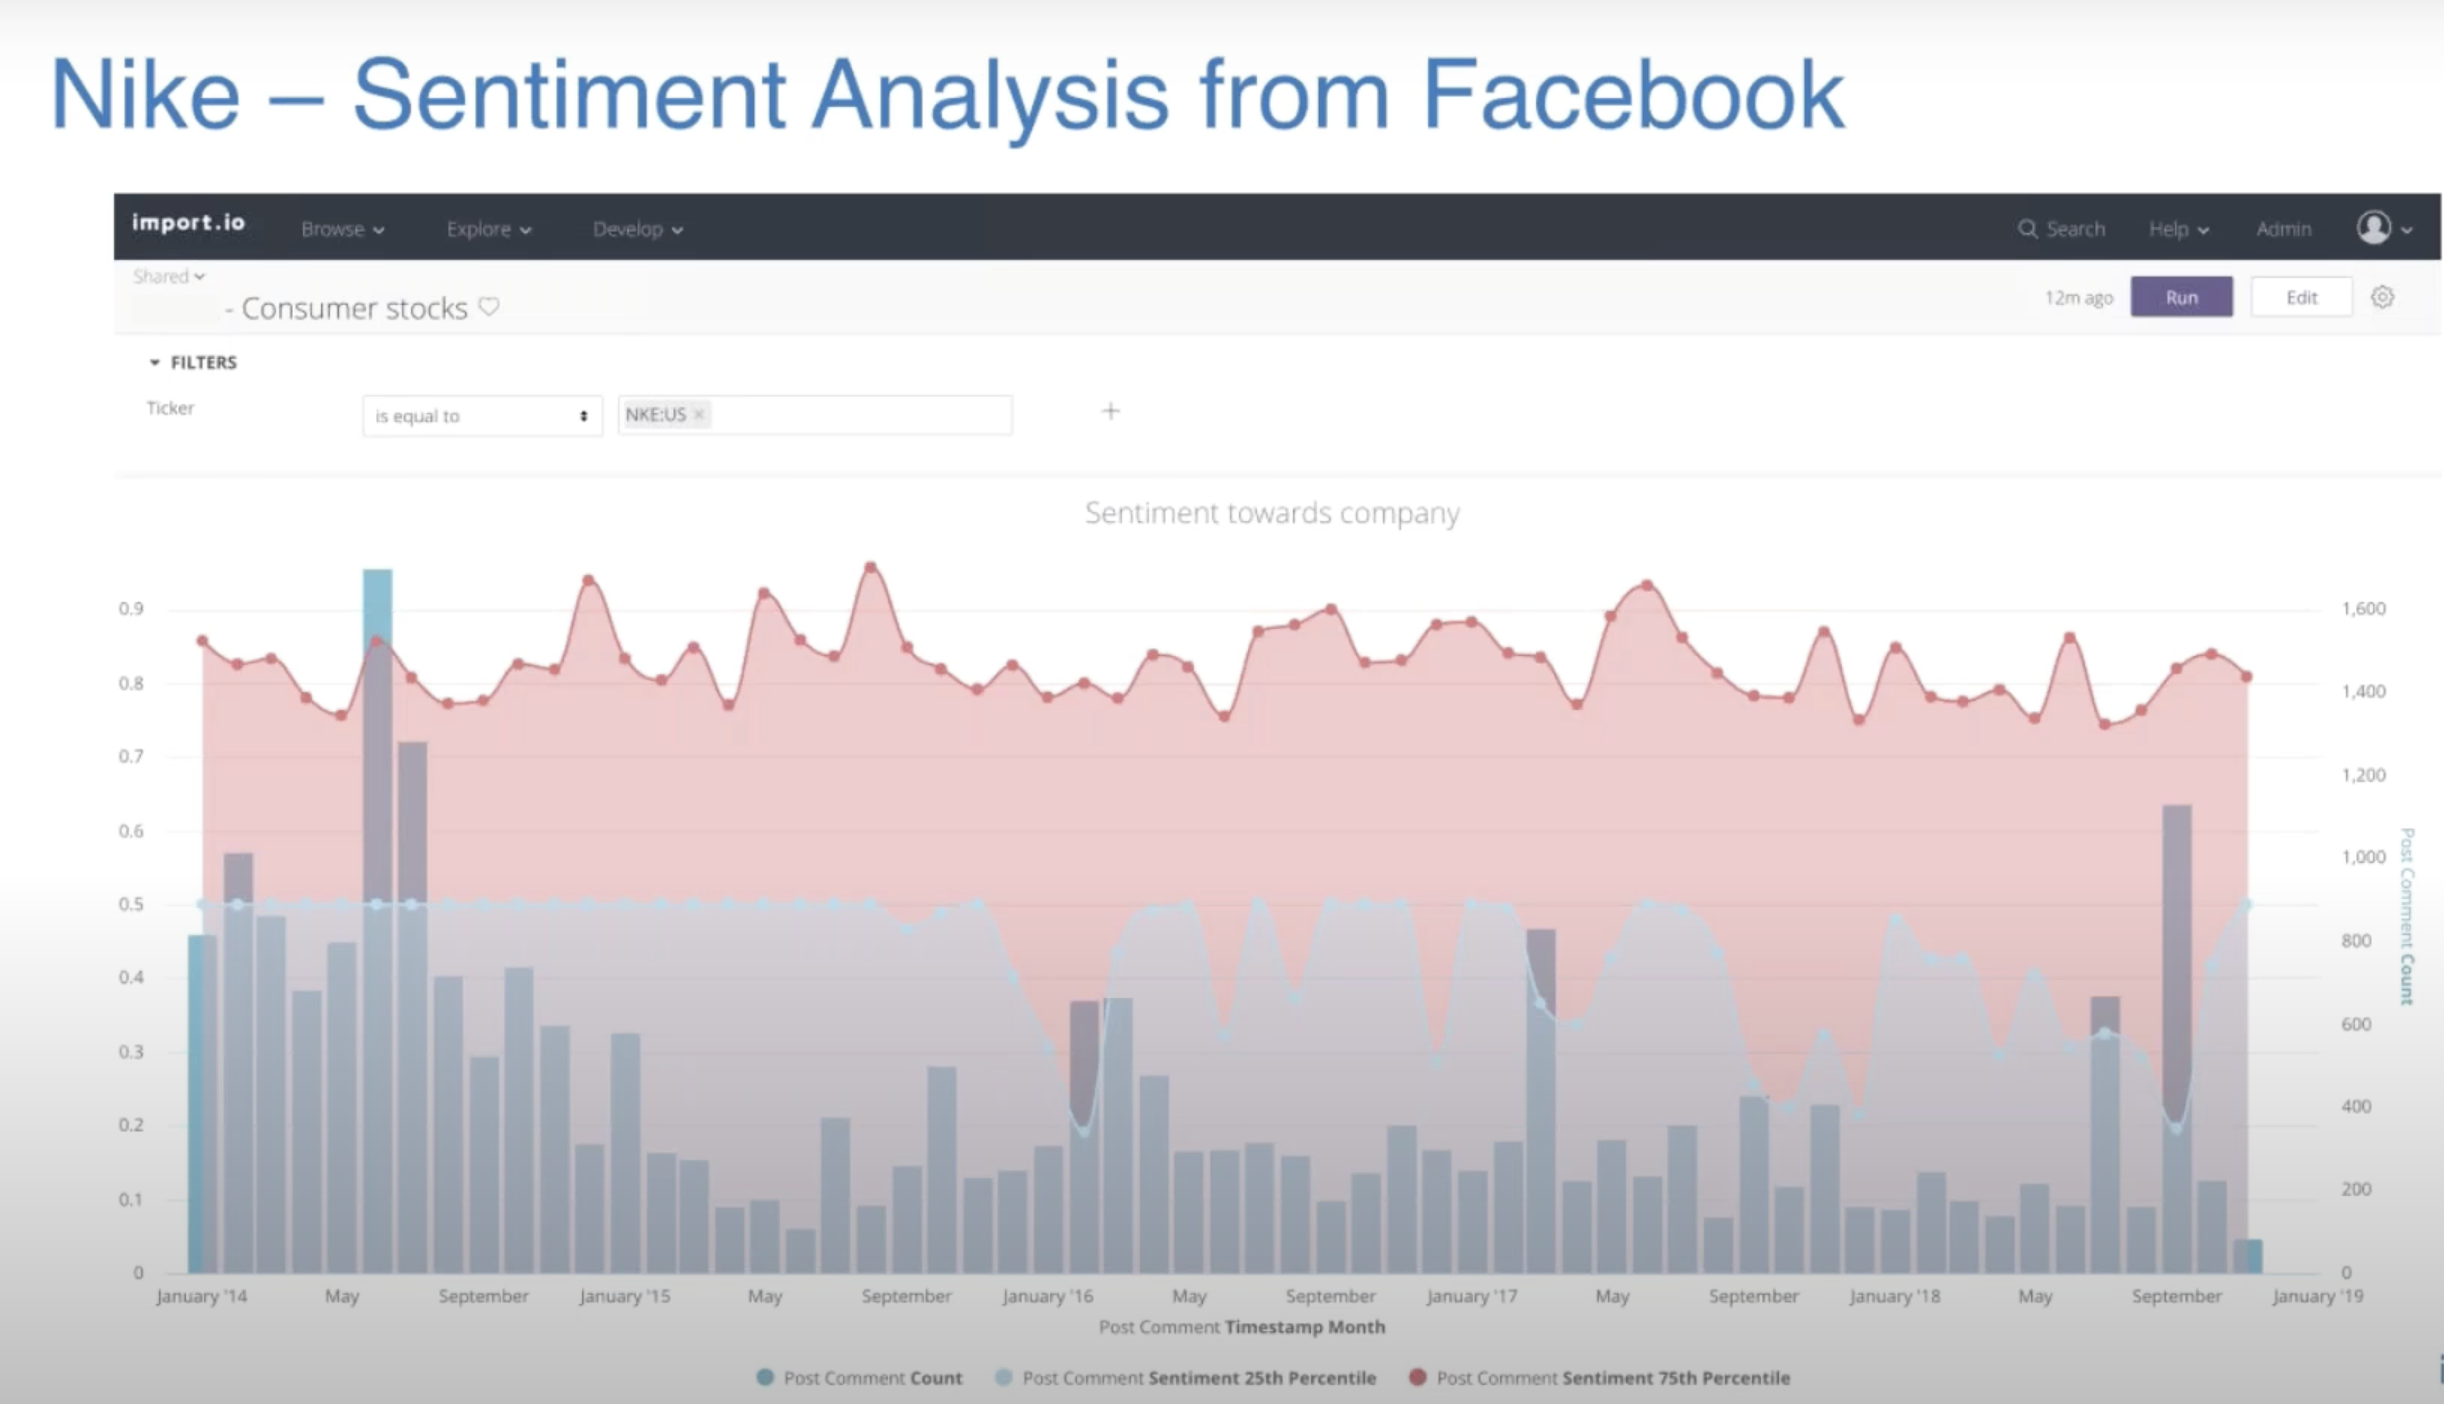 Nike – Sentiment Analysis from Facebook
import.io Browse Explore Develop Search Help Admin
Shared
- Consumer stocks 12m ago Run Edit
FILTERS
Ticker is equal to NKE:US × +
Sentiment towards company
0.9 1,600
0.8 1,400
0.7 1,200
0.6 1,000
0.5 800
0.4 600
0.3 400
0.2 200
0.1 0
0
Post Comment Count
January '14 May September January '15 May September January '16 May September January '17 May September January '18 May September January '19
Post Comment Timestamp Month
Post Comment Count Post Comment Sentiment 25th Percentile Post Comment Sentiment 75th Percentile